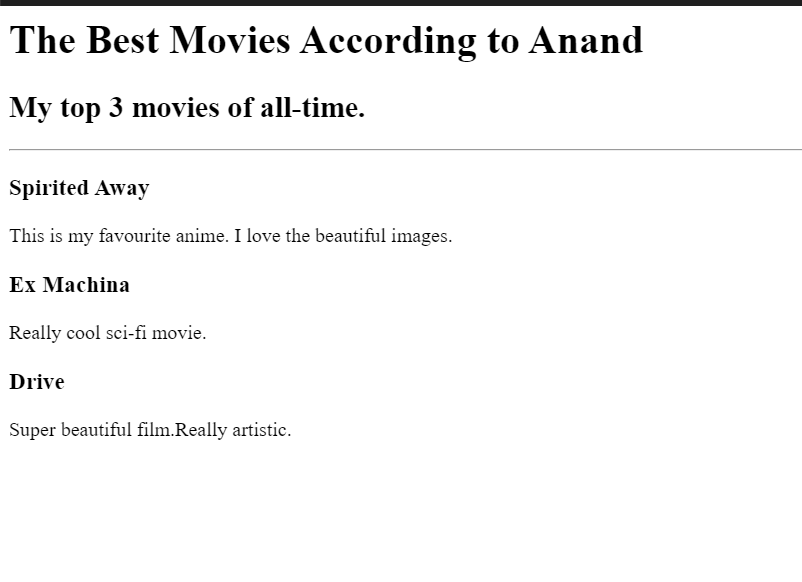 The Best Movies According to Anand
My top 3 movies of all-time.
Spirited Away
This is my favourite anime. I love the beautiful images.
Ex Machina
Really cool sci-fi movie.
Drive
Super beautiful film.Really artistic.